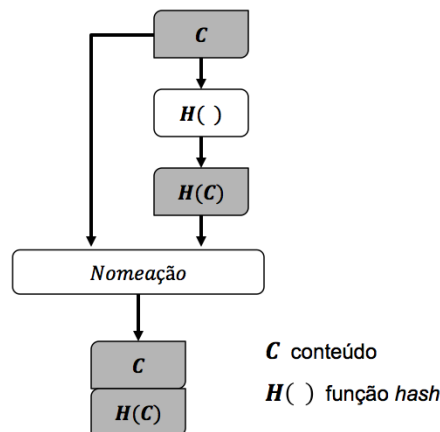 C
H( )
H(C)
Nomeação
C
H(C)
C conteúdo
H( ) função hash